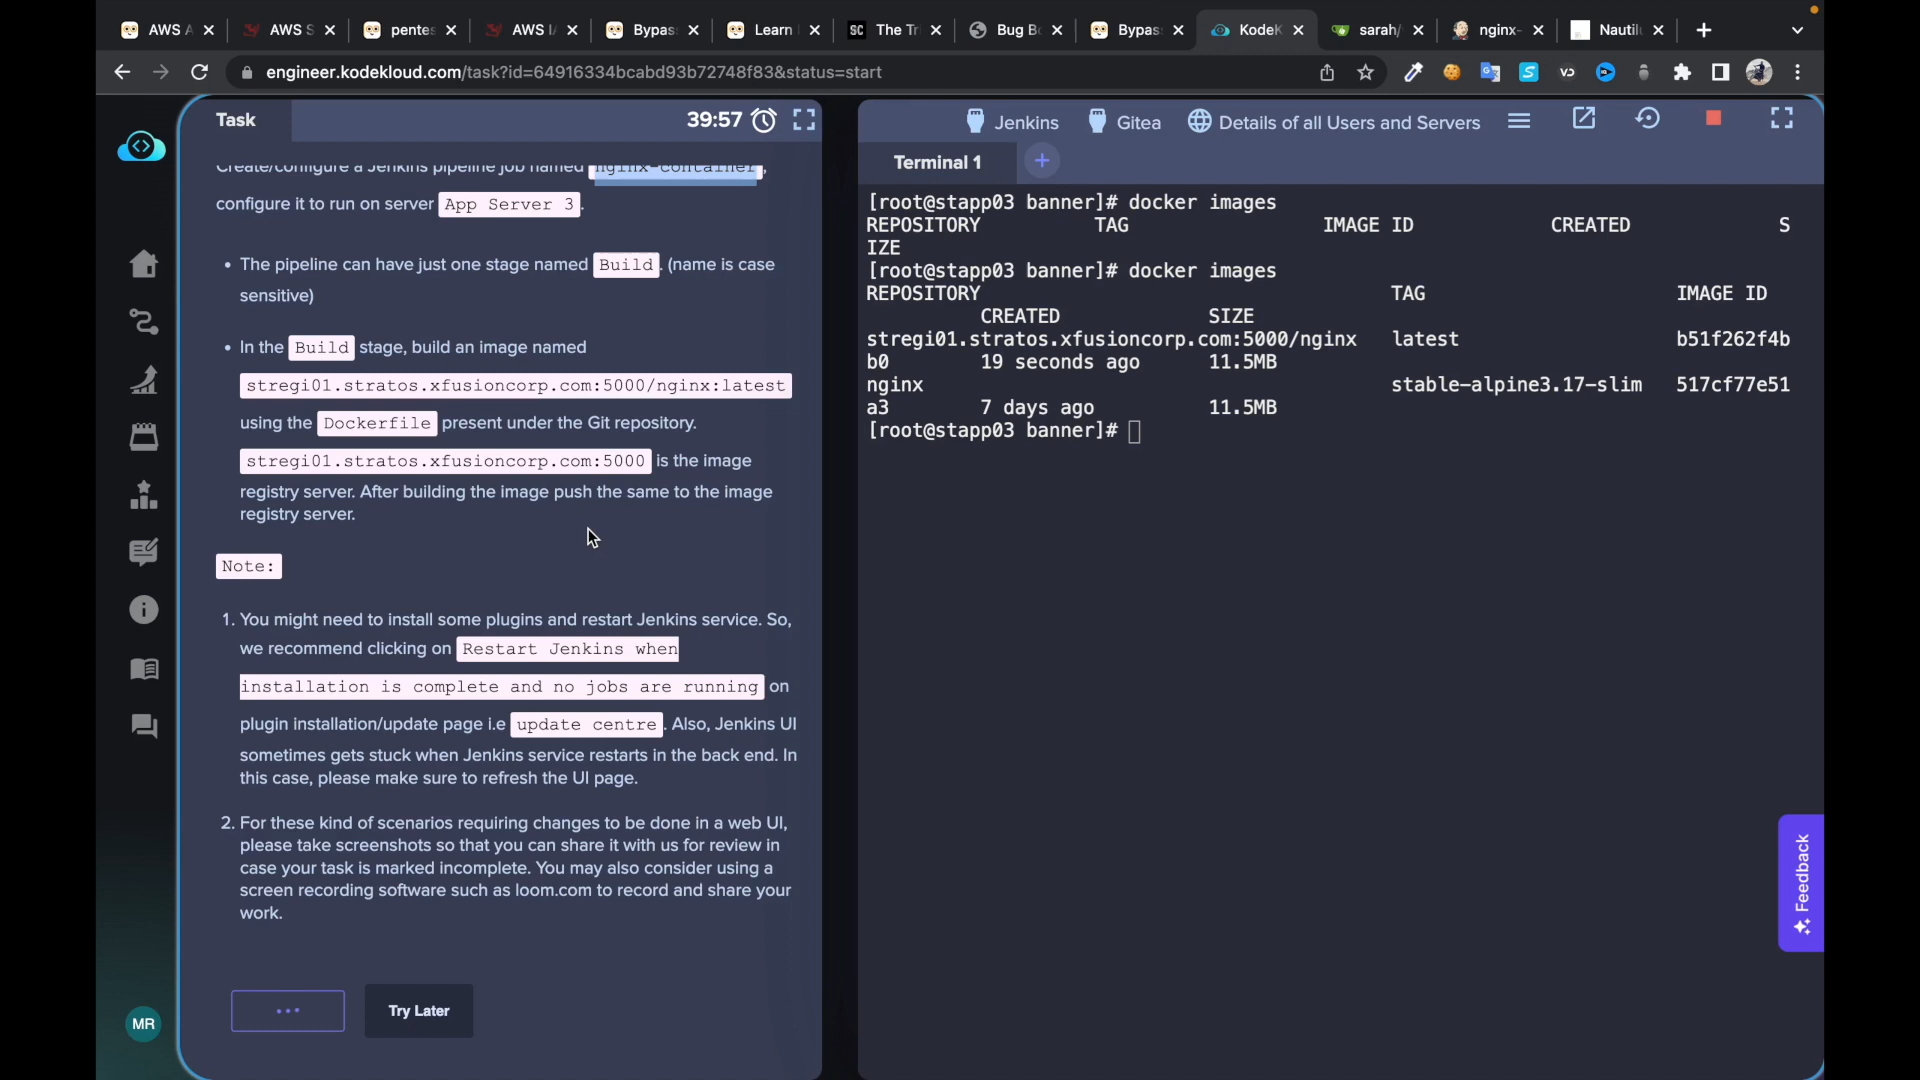 AWS A
AWS S
pentes
AWS IA
Bypas
Learn
The Tri
Bug Bo
Bypas
KodeK
sarah/
nginx-
Nautil
engineer.kodekloud.com/task?id=64916334bcabd93b72748f83&status=start
Task
39:57
Create/configure a Jenkins pipeline job named nginx-container,
configure it to run on server App Server 3.
• The pipeline can have just one stage named Build. (name is case
sensitive)
• In the Build stage, build an image named
stregi01.stratos.xfusioncorp.com:5000/nginx:latest
using the Dockerfile present under the Git repository.
stregi01.stratos.xfusioncorp.com:5000 is the image
registry server. After building the image push the same to the image
registry server.
Note:
1. You might need to install some plugins and restart Jenkins service. So,
we recommend clicking on Restart Jenkins when
installation is complete and no jobs are running on
plugin installation/update page i.e update centre. Also, Jenkins UI
sometimes gets stuck when Jenkins service restarts in the back end. In
this case, please make sure to refresh the UI page.
2. For these kind of scenarios requiring changes to be done in a web UI,
please take screenshots so that you can share it with us for review in
case your task is marked incomplete. You may also consider using a
screen recording software such as loom.com to record and share your
work.
Try Later
MR
Jenkins
Gitea
Details of all Users and Servers
Terminal 1
[root@stapp03 banner]# docker images
REPOSITORY TAG IMAGE ID CREATED S
IZE
[root@stapp03 banner]# docker images
REPOSITORY TAG IMAGE ID
CREATED SIZE
stregi01.stratos.xfusioncorp.com:5000/nginx latest b51f262f4b
b0 19 seconds ago 11.5MB
nginx stable-alpine3.17-slim 517cf77e51
a3 7 days ago 11.5MB
[root@stapp03 banner]#
Feedback